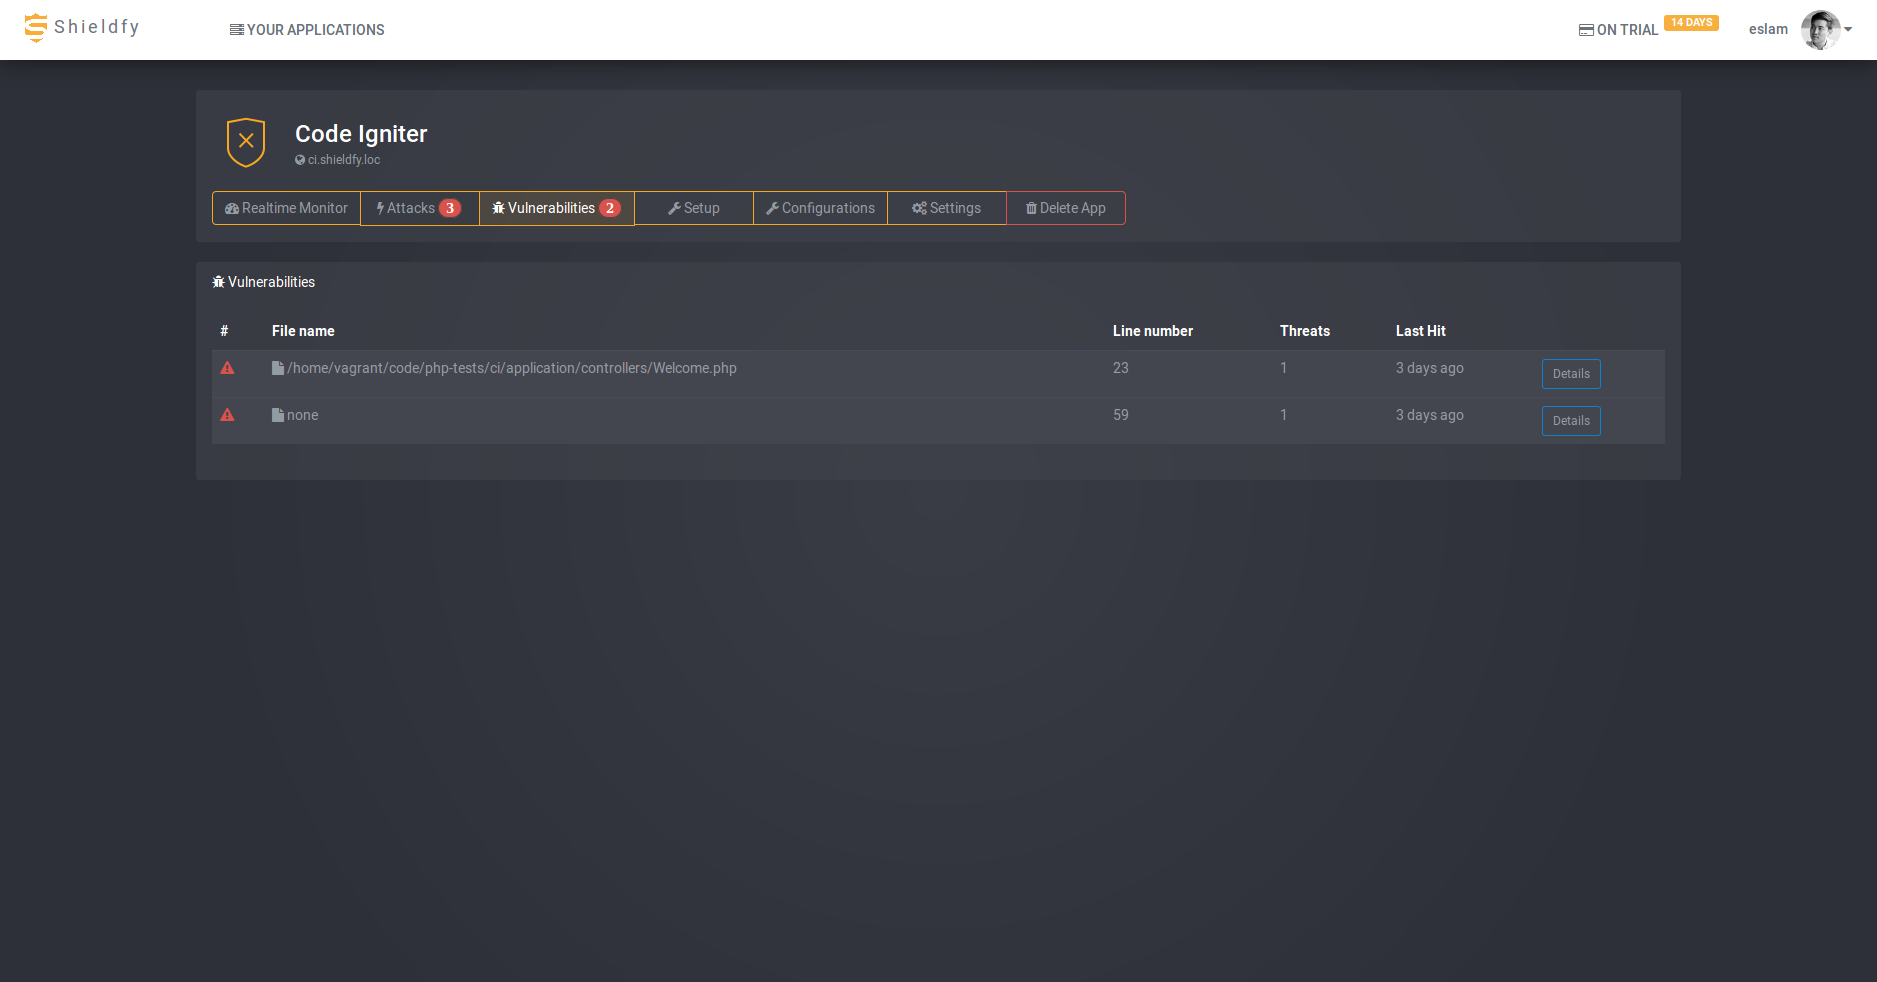 Shieldfy
YOUR APPLICATIONS
ON TRIAL 14 DAYS
eslam
Code Igniter
ci.shieldfy.loc
Realtime Monitor Attacks 3 Vulnerabilities 2 Setup Configurations Settings Delete App
Vulnerabilities
# File name Line number Threats Last Hit
/home/vagrant/code/php-tests/ci/application/controllers/Welcome.php 23 1 3 days ago Details
none 59 1 3 days ago Details